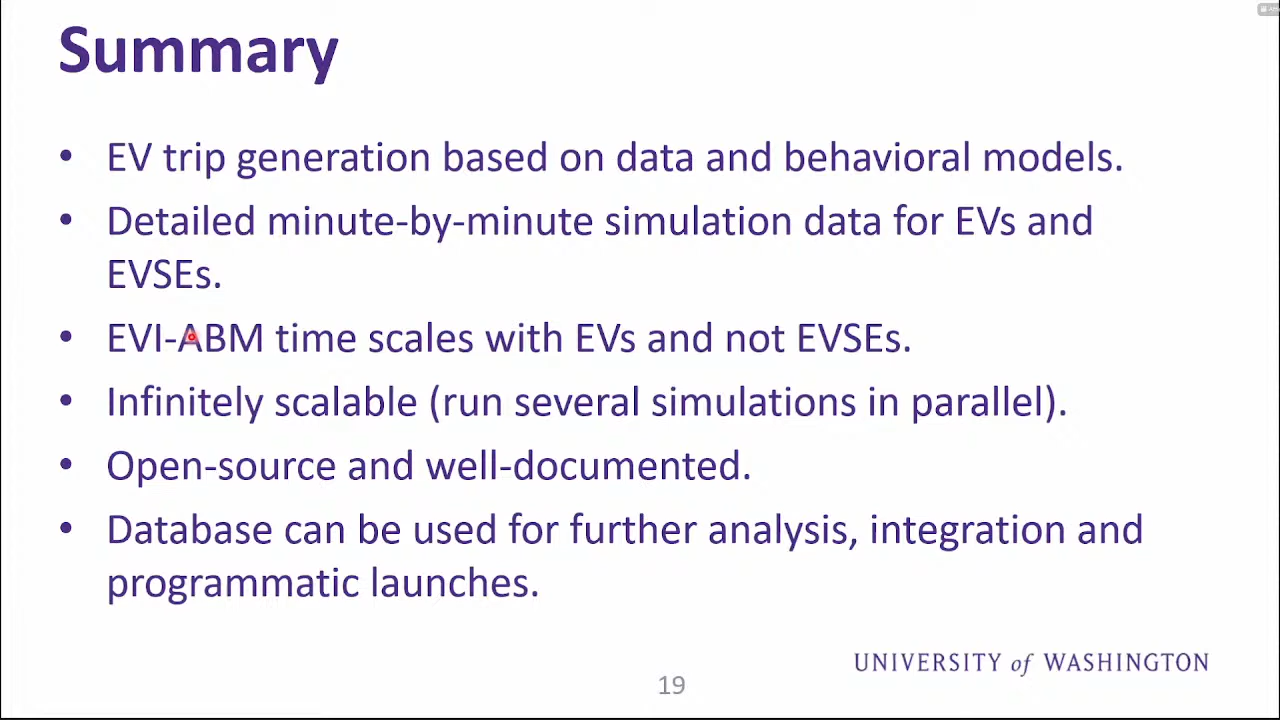 Summary
• EV trip generation based on data and behavioral models.
• Detailed minute-by-minute simulation data for EVs and
EVSEs.
• EVI-ABM time scales with EVs and not EVSEs.
• Infinitely scalable (run several simulations in parallel).
• Open-source and well-documented.
• Database can be used for further analysis, integration and
programmatic launches.
UNIVERSITY of WASHINGTON
19